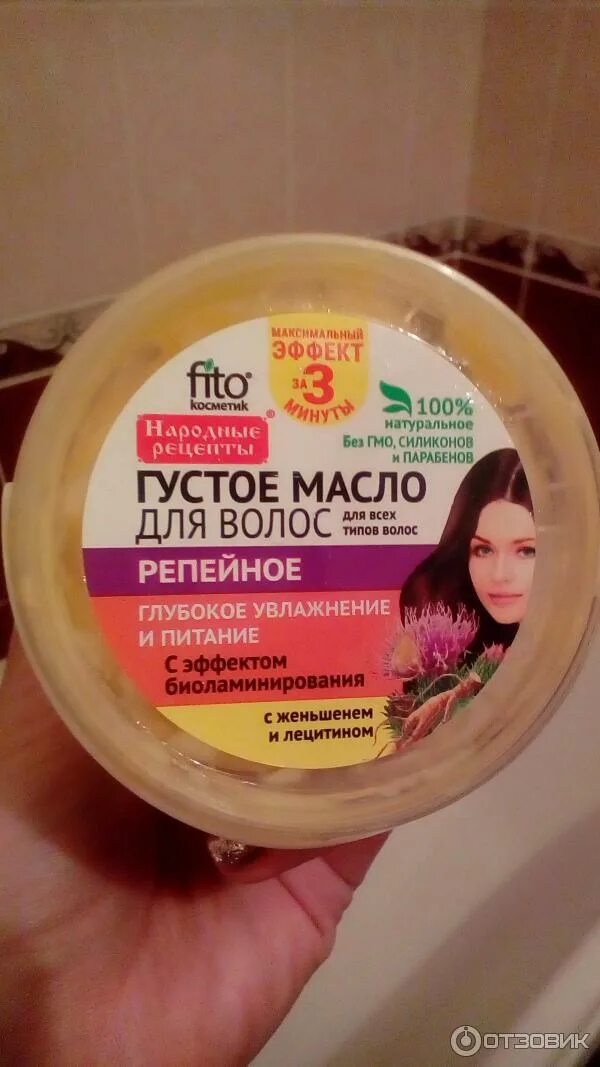 МАКСИМАЛЬНЫЙ
ЭФФЕКТ
ЗА 3
МИНУТЫ
fito®
косметик
Народные
рецепты®
100%
натуральное
Без ГМО, СИЛИКОНОВ
и ПАРАБЕНОВ
ГУСТОЕ МАСЛО
ДЛЯ ВОЛОС
для всех
типов волос
РЕПЕЙНОЕ
ГЛУБОКОЕ УВЛАЖНЕНИЕ
И ПИТАНИЕ
С эффектом
биоламинирования
с женьшенем
и лецитином
ОТЗОВИК